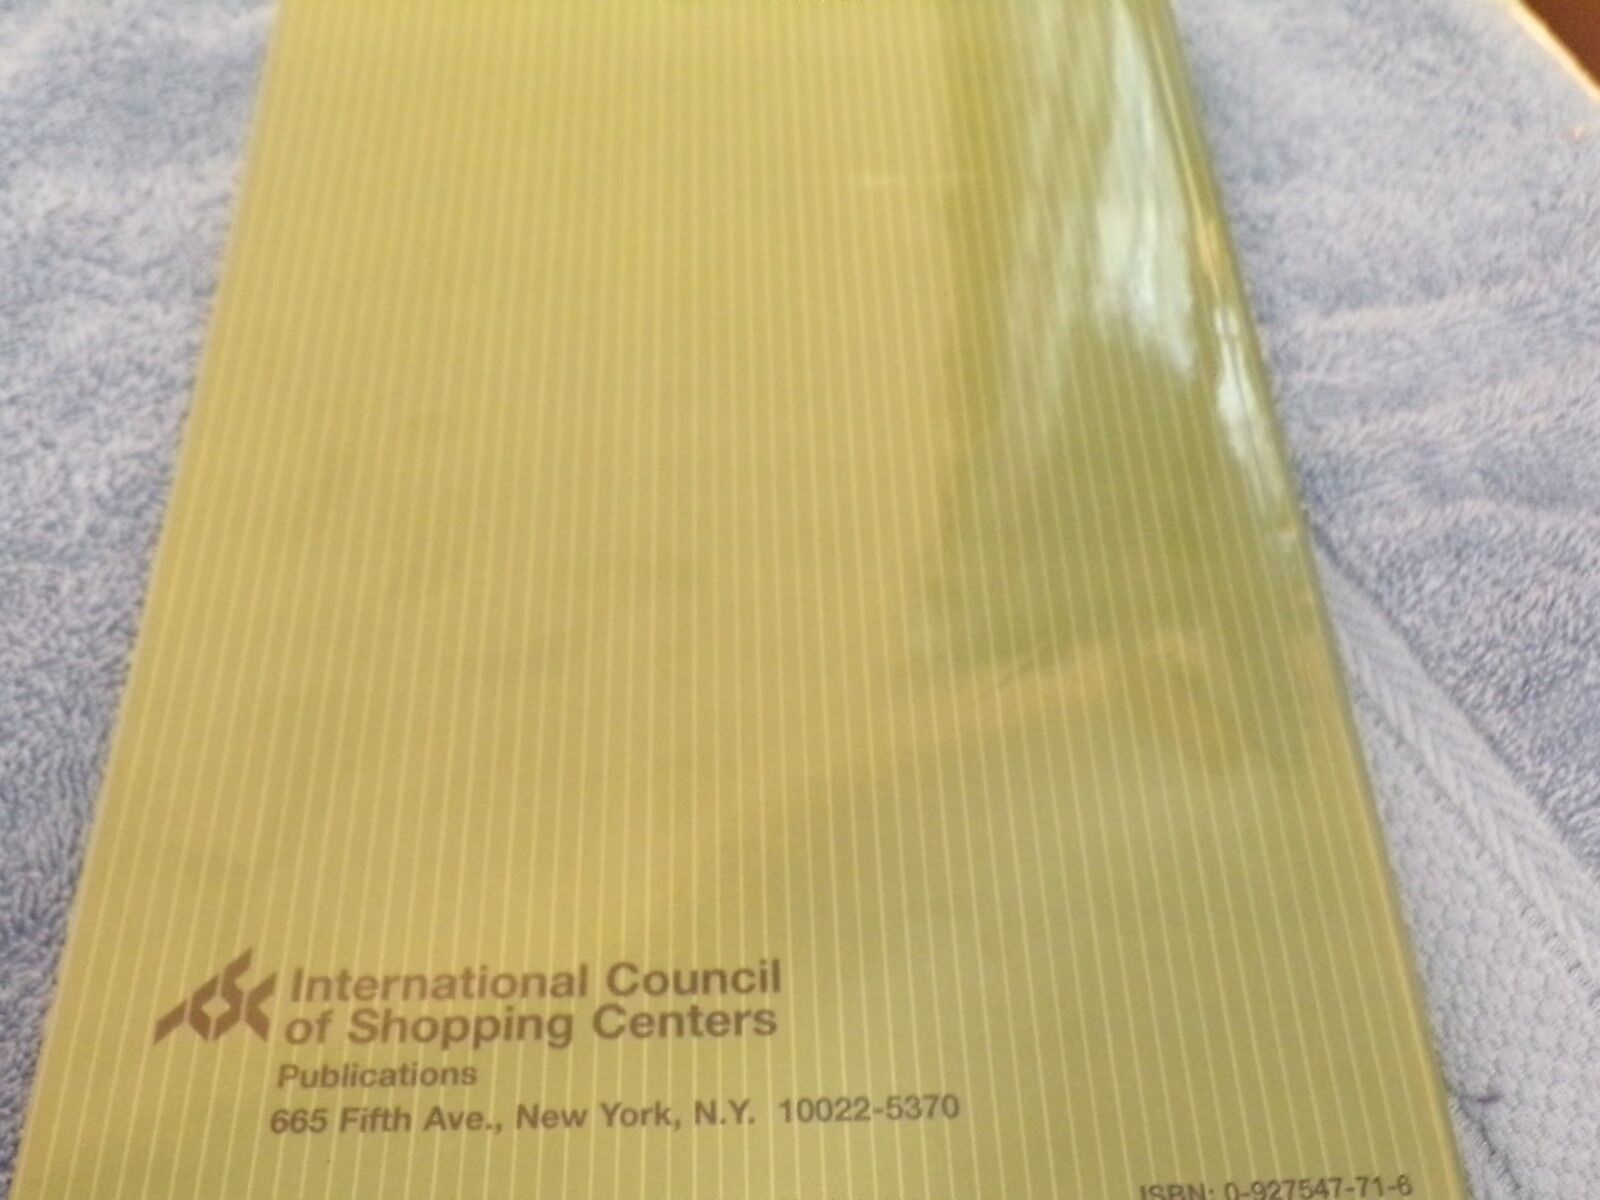 International Council
of Shopping Centers
Publications
665 Fifth Ave., New York, N.Y. 10022-5370
ISBN: 0-927547-71-6